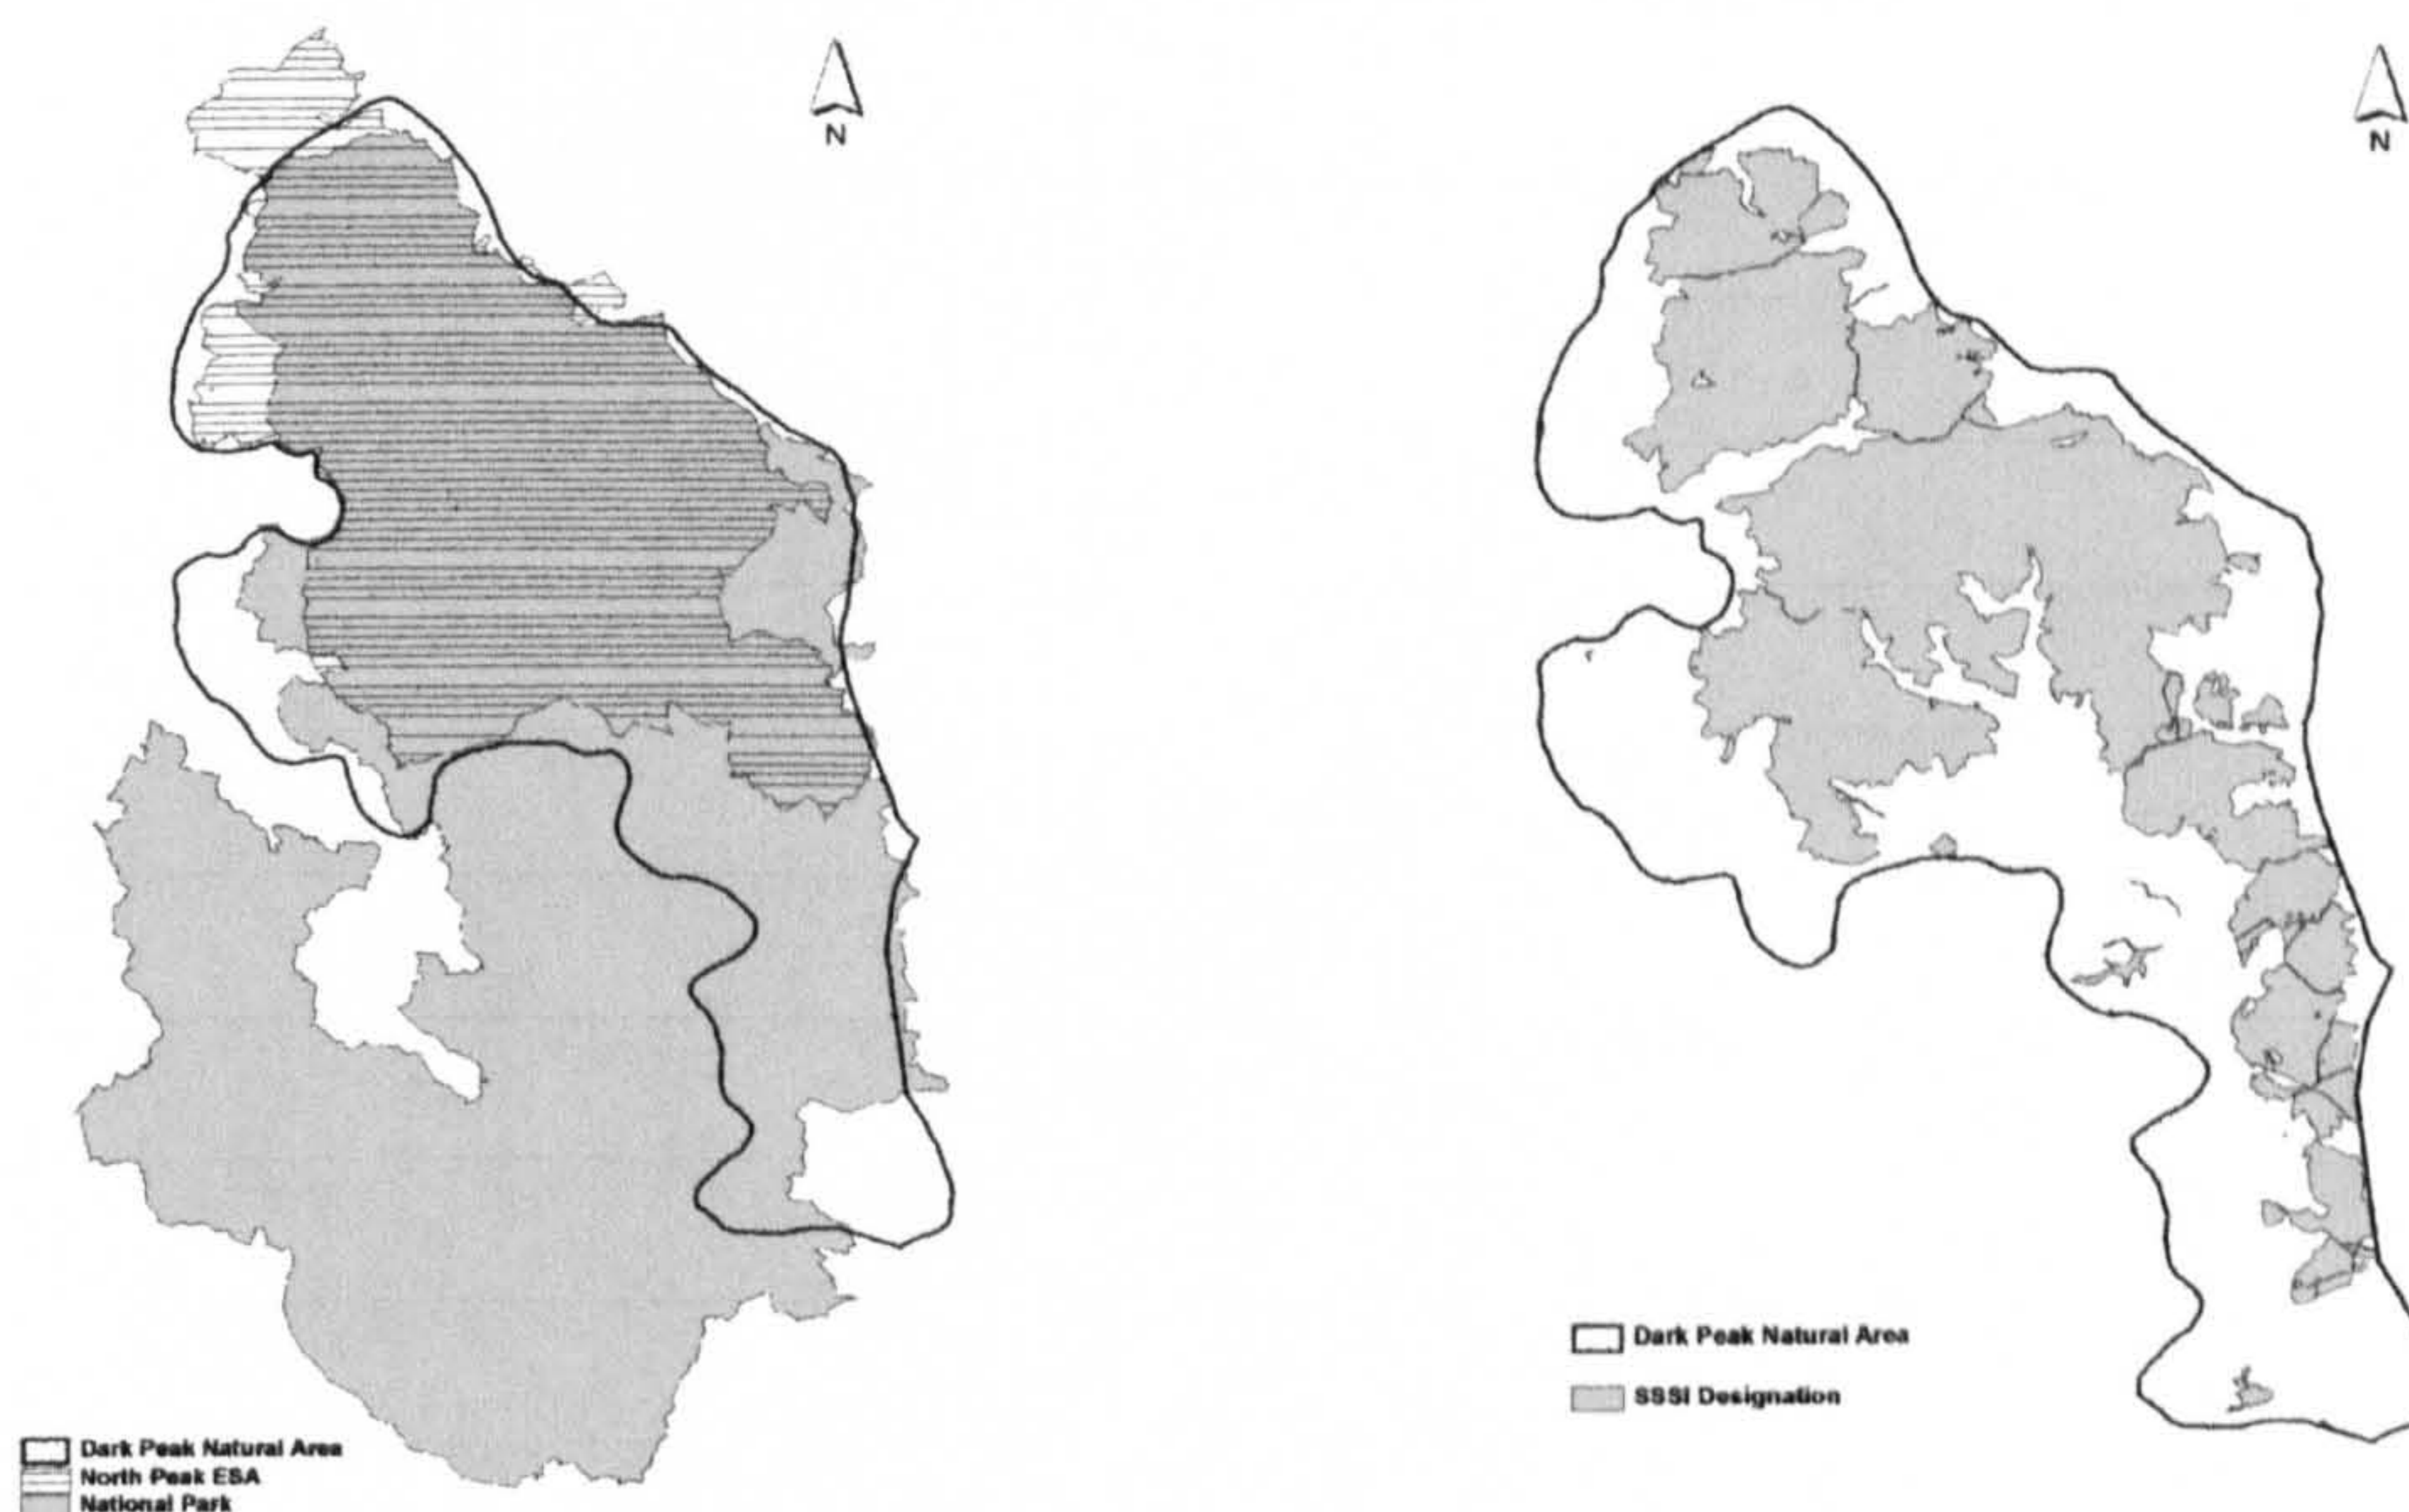 N
N
Dark Peak Natural Area
North Peak ESA
National Park
Dark Peak Natural Area
SSSI Designation